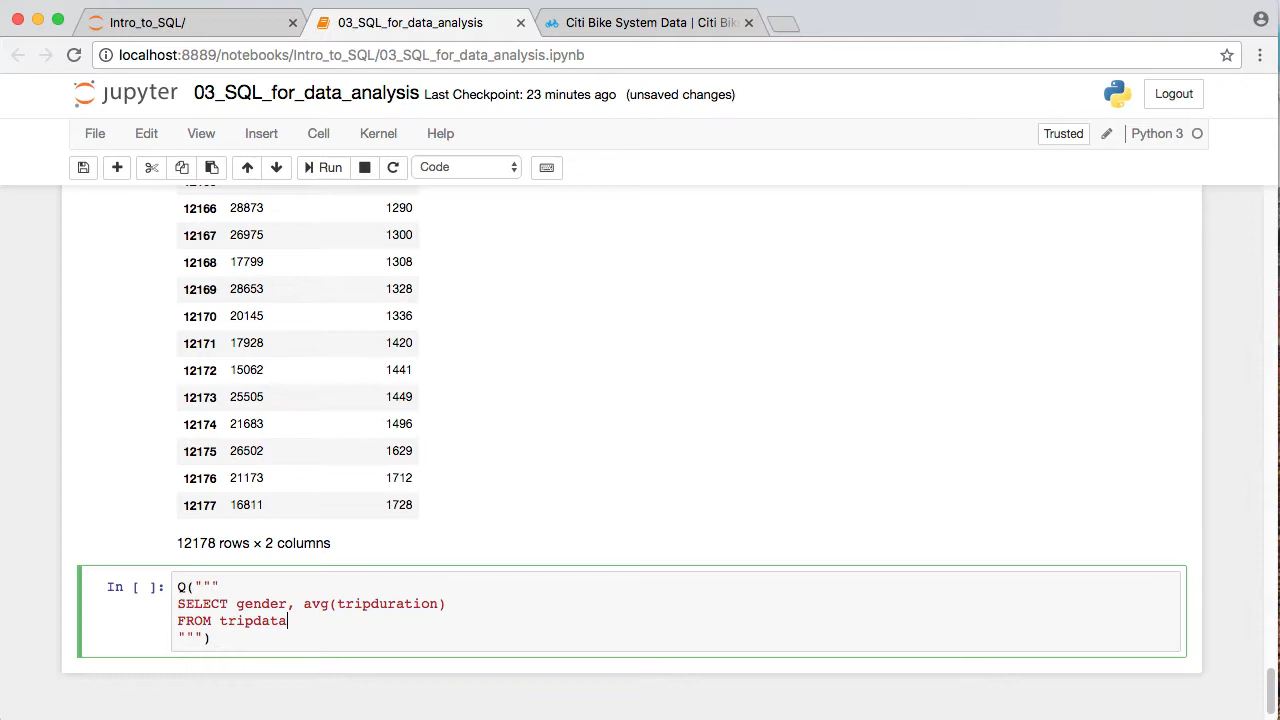 Intro_to_SQL/
03_SQL_for_data_analysis
Citi Bike System Data | Citi Bik
localhost:8889/notebooks/Intro_to_SQL/03_SQL_for_data_analysis.ipynb
jupyter 03_SQL_for_data_analysis Last Checkpoint: 23 minutes ago (unsaved changes)
Logout
File Edit View Insert Cell Kernel Help
Trusted
Python 3
Run
Code
12166 28873 1290
12167 26975 1300
12168 17799 1308
12169 28653 1328
12170 20145 1336
12171 17928 1420
12172 15062 1441
12173 25505 1449
12174 21683 1496
12175 26502 1629
12176 21173 1712
12177 16811 1728
12178 rows × 2 columns
In [ ]: Q("""
SELECT gender, avg(tripduration)
FROM tripdata
""")